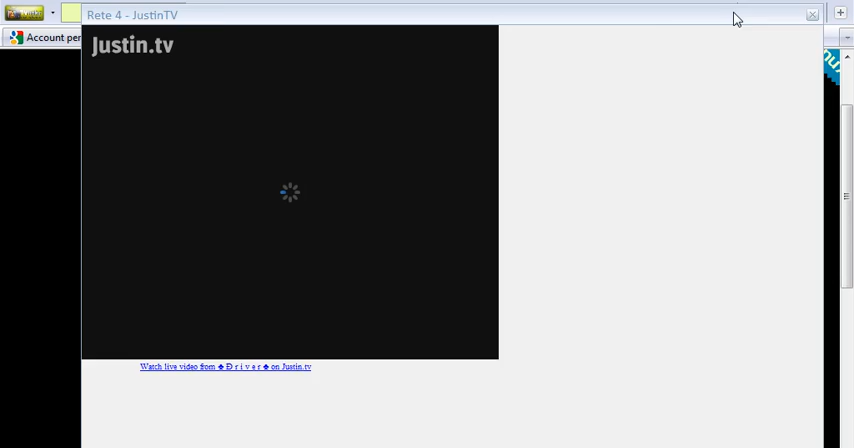 Rete 4 - JustinTV
Account per
Justin.tv
Watch live video from ♣ Ð r i v e r ♣ on Justin.tv